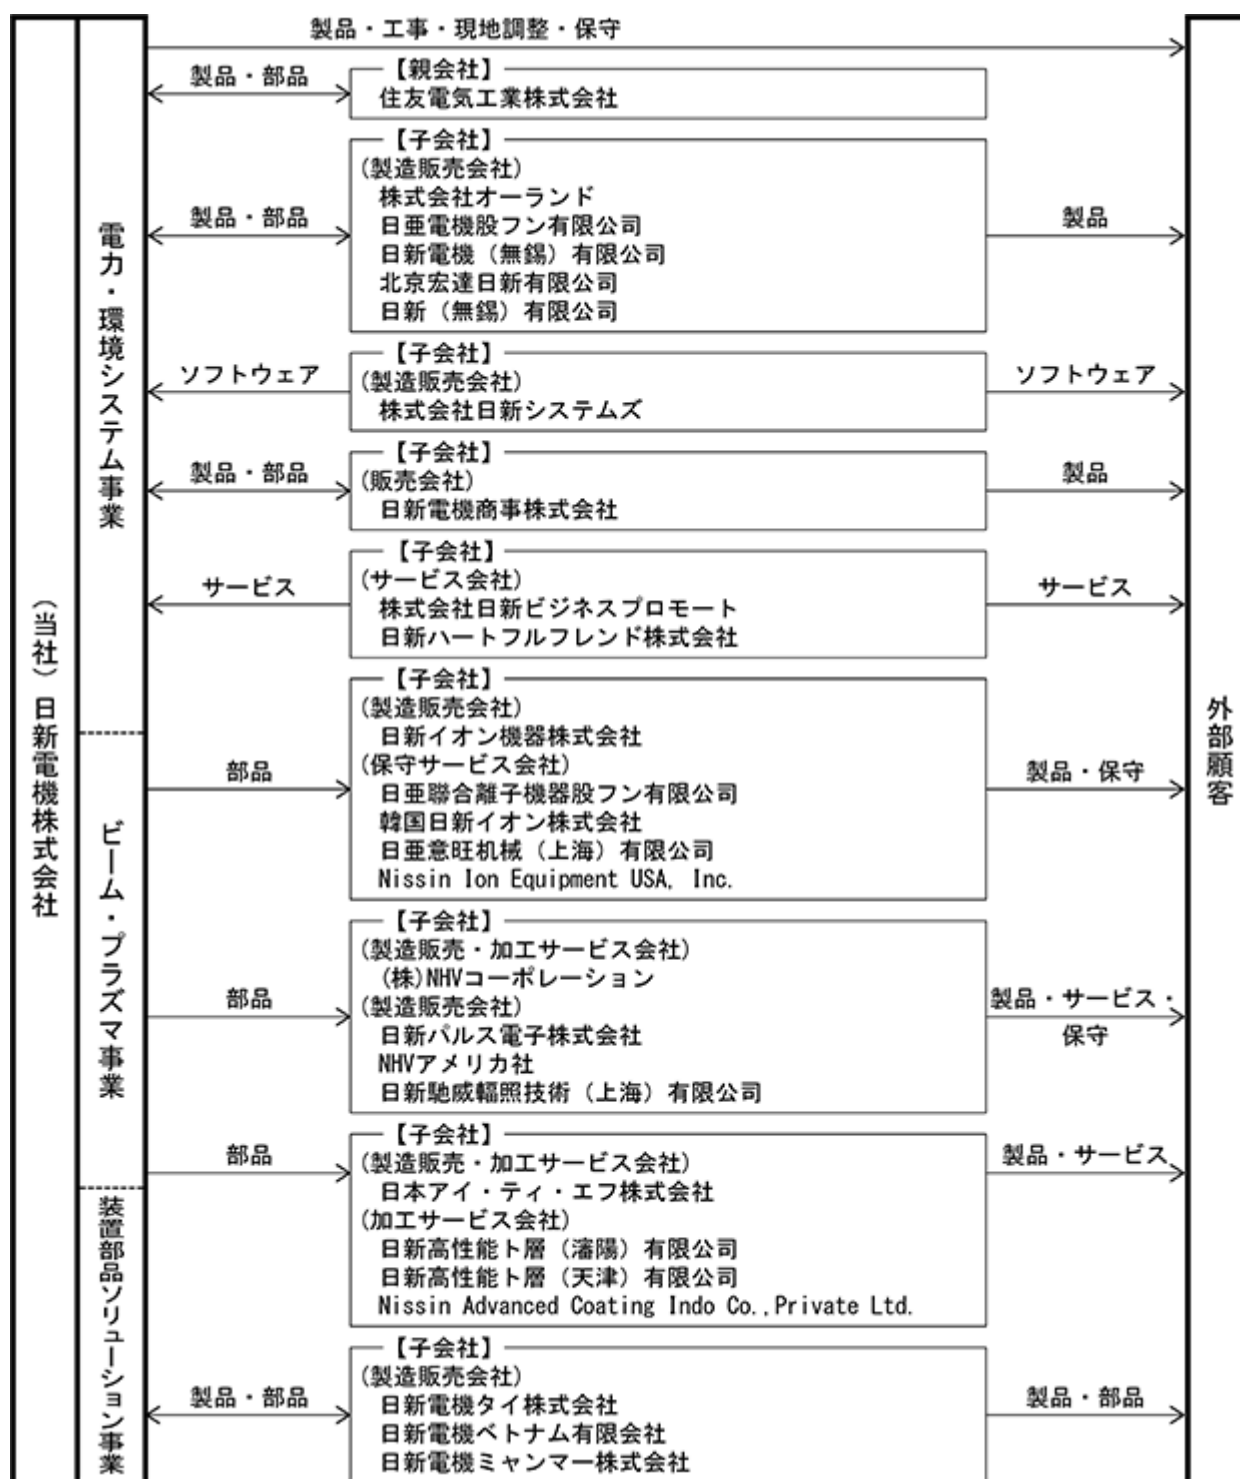 製品・工事・現地調整・保守
(当社) 日新電機株式会社
電力・環境システム事業
製品・部品
【親会社】
住友電気工業株式会社
【子会社】
(製造販売会社)
株式会社オーランド
日亜電機股フン有限公司
日新電機（無錫）有限公司
北京宏達日新有限公司
日新（無錫）有限公司
製品・部品
製品
【子会社】
(製造販売会社)
株式会社日新システムズ
ソフトウェア
ソフトウェア
【子会社】
(販売会社)
日新電機商事株式会社
製品・部品
製品
【子会社】
(サービス会社)
株式会社日新ビジネスプロモート
日新ハートフルフレンド株式会社
サービス
サービス
ビーム・プラズマ事業
【子会社】
(製造販売会社)
日新イオン機器株式会社
(保守サービス会社)
日亜聯合離子機器股フン有限公司
韓国日新イオン株式会社
日亜意旺机械（上海）有限公司
Nissin Ion Equipment USA, Inc.
部品
製品・保守
【子会社】
(製造販売・加工サービス会社)
(株)NHVコーポレーション
(製造販売会社)
日新パルス電子株式会社
NHVアメリカ社
日新馳威輻照技術（上海）有限公司
部品
製品・サービス・
保守
【子会社】
(製造販売・加工サービス会社)
日本アイ・ティ・エフ株式会社
(加工サービス会社)
日新高性能ト層（瀋陽）有限公司
日新高性能ト層（天津）有限公司
Nissin Advanced Coating Indo Co.,Private Ltd.
部品
製品・サービス
装置部品ソリューション事業
【子会社】
(製造販売会社)
日新電機タイ株式会社
日新電機ベトナム有限会社
日新電機ミャンマー株式会社
製品・部品
製品・部品
外部顧客